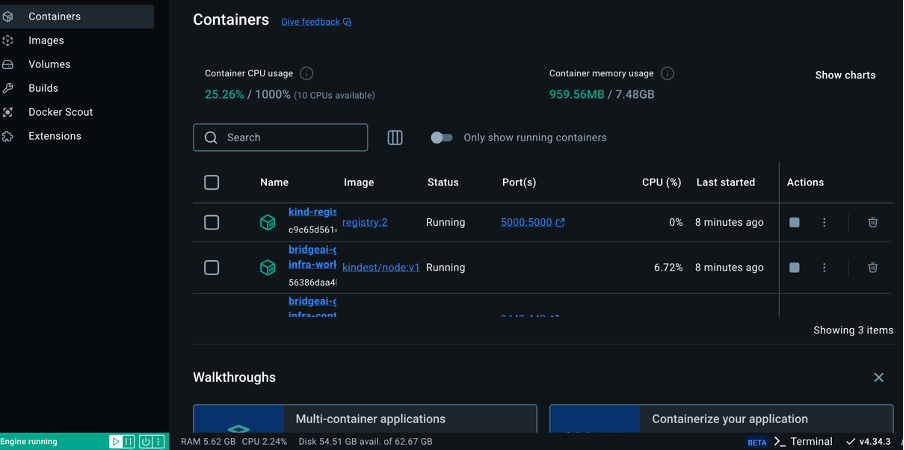 Containers
Images
Volumes
Builds
Docker Scout
Extensions
Containers Give feedback
Container CPU usage
25.26% / 1000% (10 CPUs available)
Container memory usage
959.56MB / 7.48GB
Show charts
Search
Only show running containers
Name Image Status Port(s) CPU (%) Last started Actions
kind-regis
c9c65d561
registry:2 Running 5000:5000 0% 8 minutes ago
bridgeai-g
infra-work
56386daa4
kindest/node:v1 Running 6.72% 8 minutes ago
bridgeai-g
infra-cont
Showing 3 items
Walkthroughs
Multi-container applications
Containerize your application
Engine running
RAM 5.62 GB CPU 2.24% Disk 54.51 GB avail. of 62.67 GB
BETA >_ Terminal v4.34.3